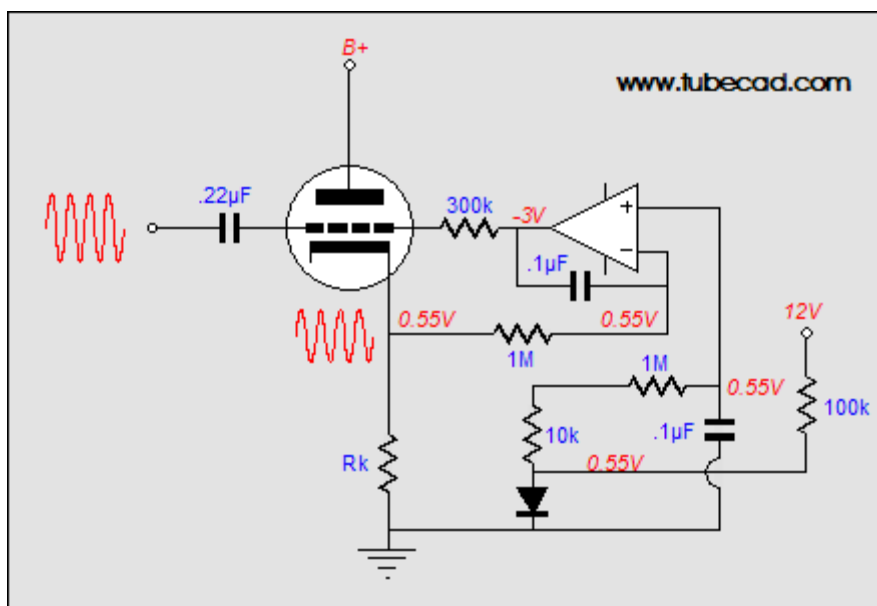 B+
www.tubecad.com
.22µF
300k
-3V
+
−
.1µF
0.55V
0.55V
12V
1M
1M
0.55V
100k
10k
.1µF
Rk
0.55V